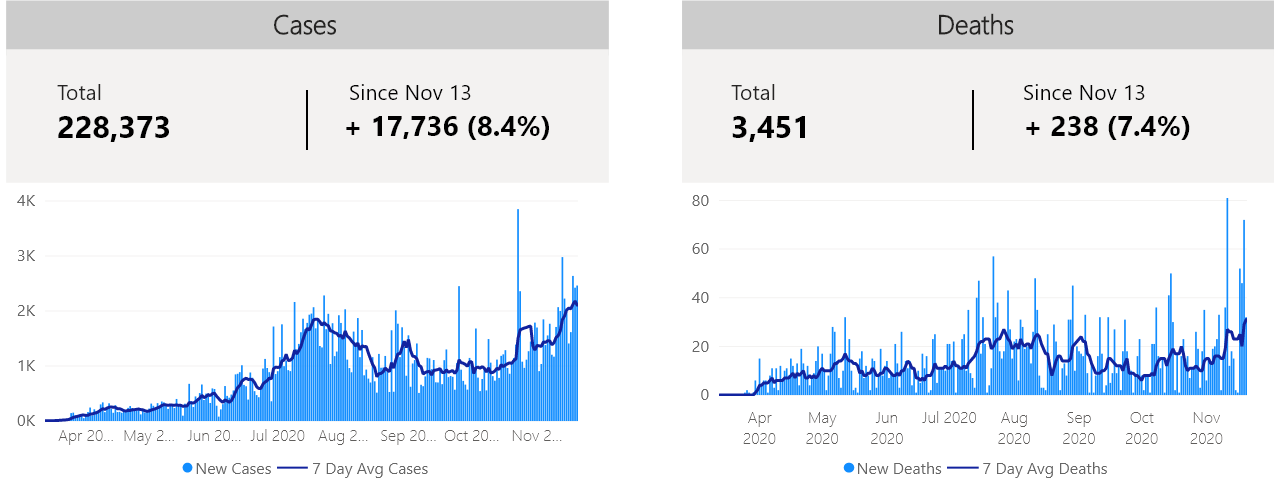 Cases
Total
228,373
Since Nov 13
+ 17,736 (8.4%)
4K
3K
2K
1K
0K
Apr 20... May 2... Jun 20... Jul 2020 Aug 2... Sep 20... Oct 20... Nov 2...
New Cases 7 Day Avg Cases
Deaths
Total
3,451
Since Nov 13
+ 238 (7.4%)
80
60
40
20
0
Apr 2020 May 2020 Jun 2020 Jul 2020 Aug 2020 Sep 2020 Oct 2020 Nov 2020
New Deaths 7 Day Avg Deaths